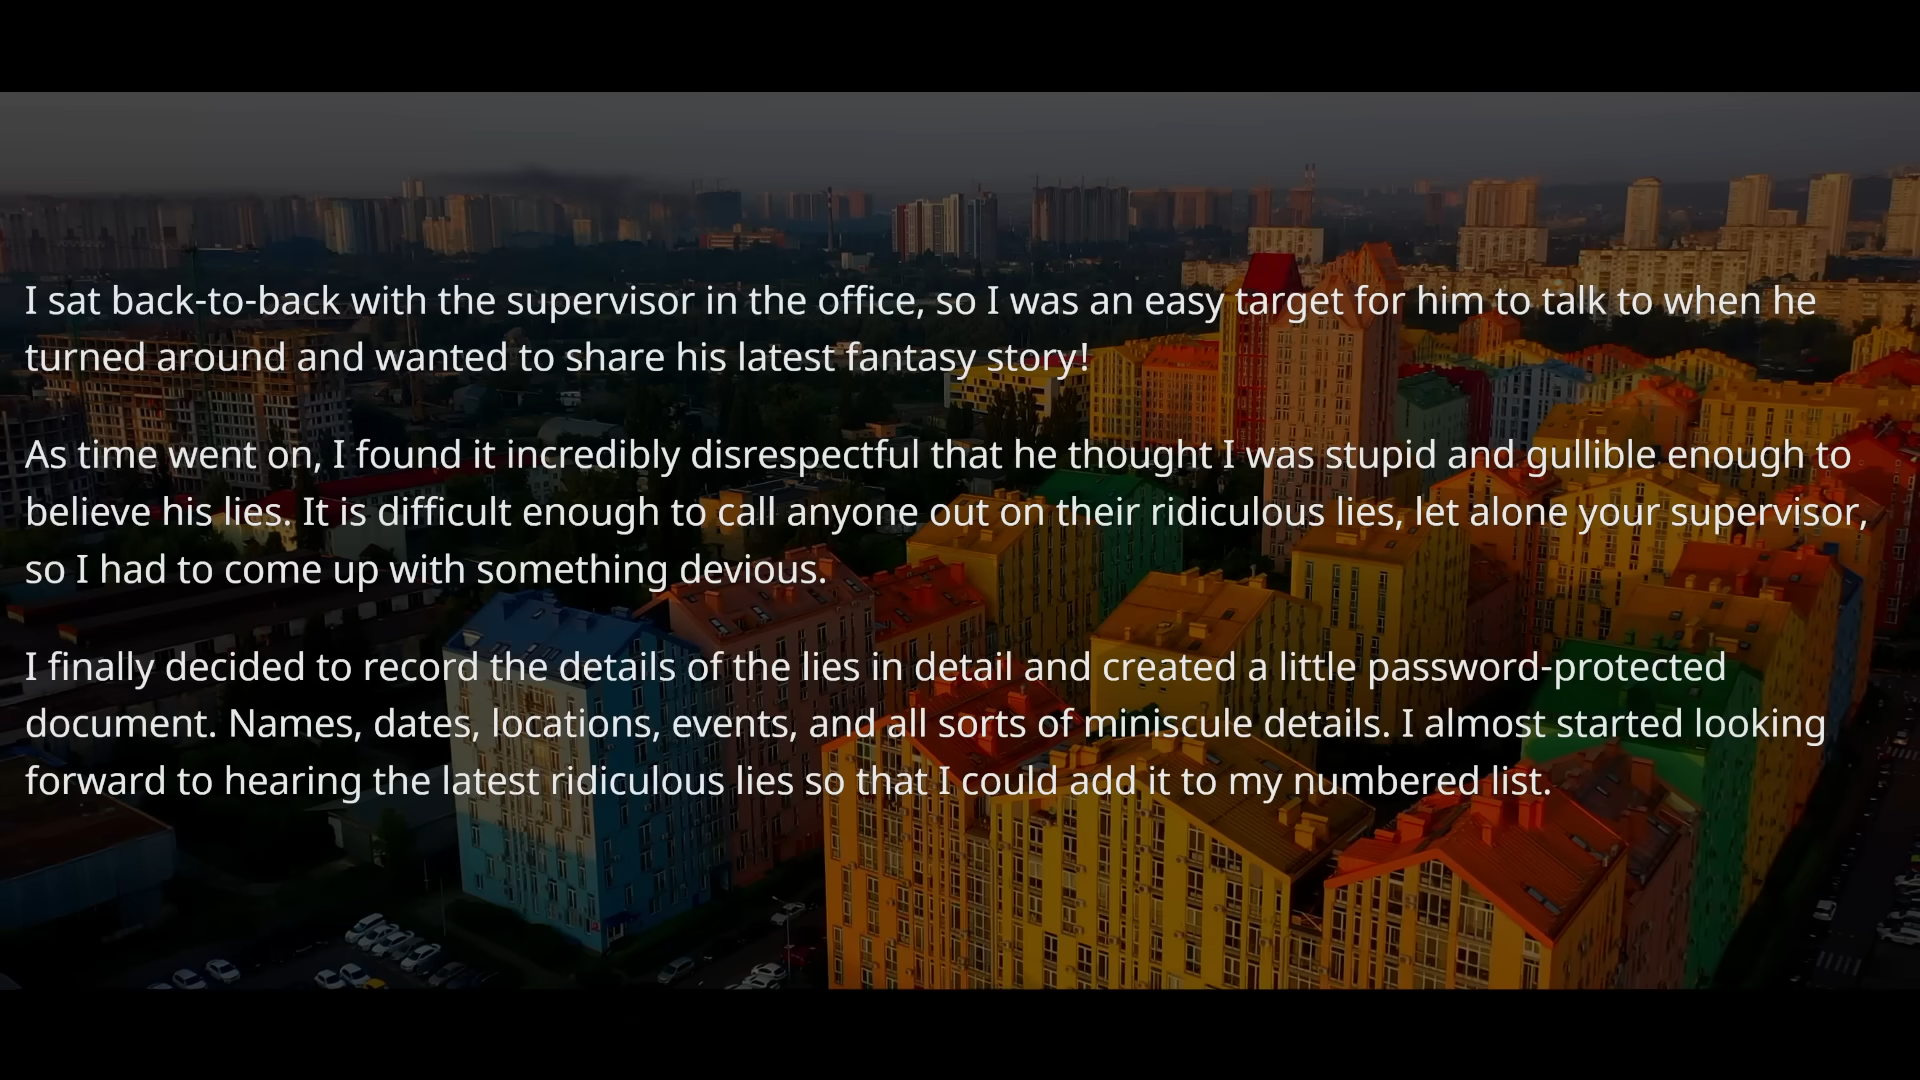 I sat back-to-back with the supervisor in the office, so I was an easy target for him to talk to when he
turned around and wanted to share his latest fantasy story!
As time went on, I found it incredibly disrespectful that he thought I was stupid and gullible enough to
believe his lies. It is difficult enough to call anyone out on their ridiculous lies, let alone your supervisor,
so I had to come up with something devious.
I finally decided to record the details of the lies in detail and created a little password-protected
document. Names, dates, locations, events, and all sorts of miniscule details. I almost started looking
forward to hearing the latest ridiculous lies so that I could add it to my numbered list.